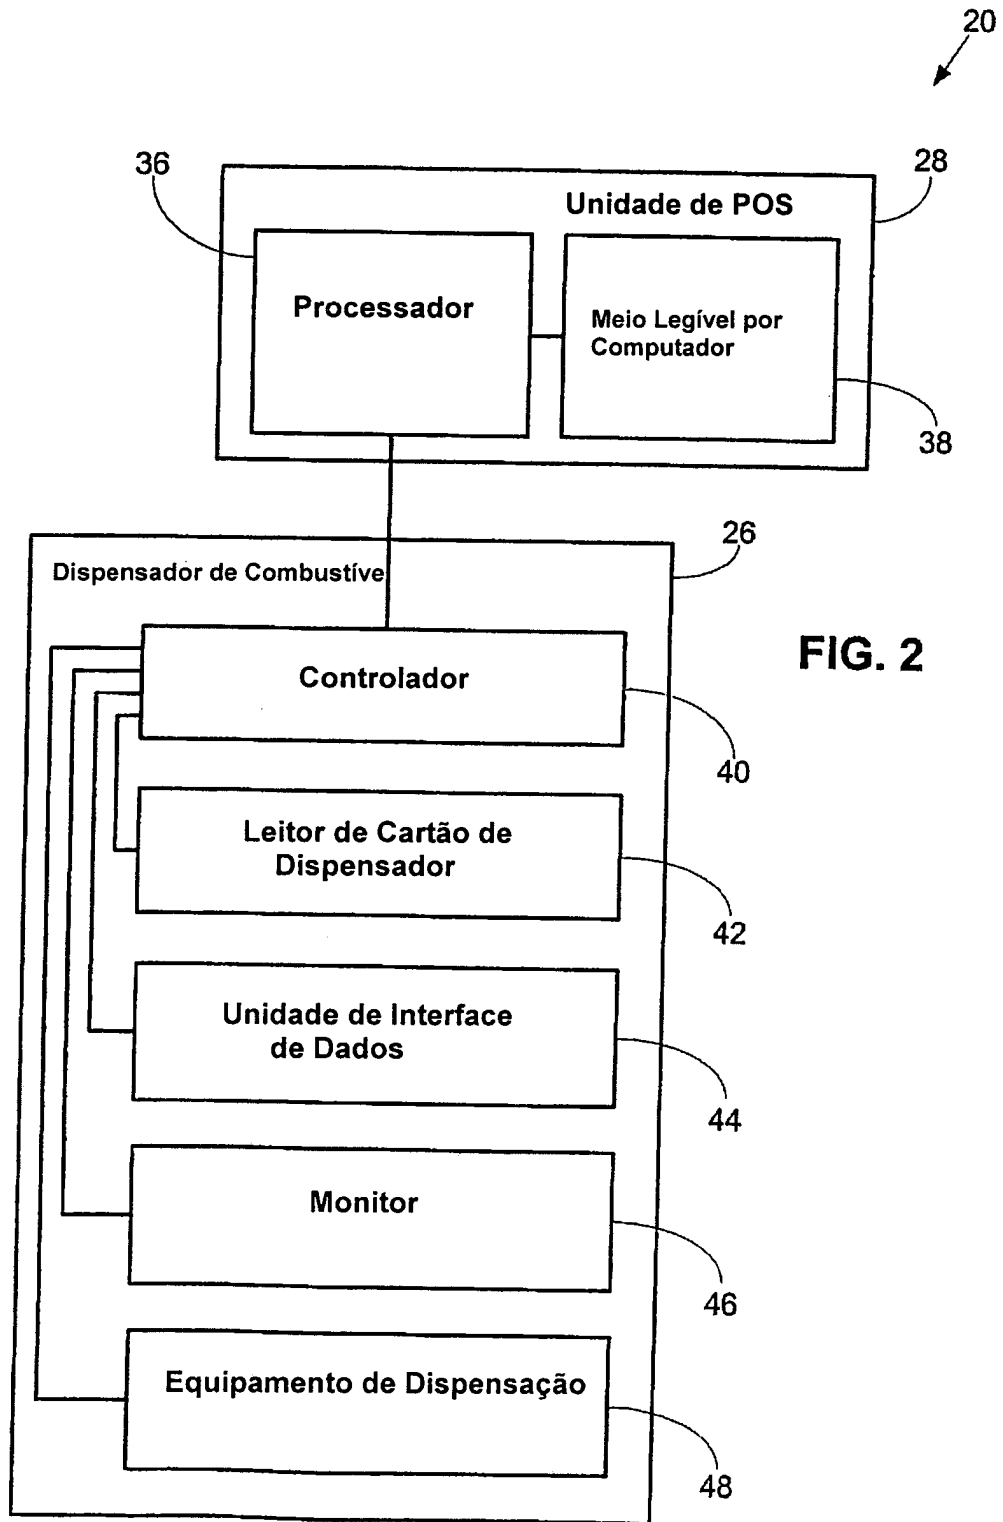 20
36
28
Unidade de POS
Processador
Meio Legível por
Computador
38
26
Dispensador de Combustíve
FIG. 2
Controlador
40
Leitor de Cartão de
Dispensador
42
Unidade de Interface
de Dados
44
Monitor
46
Equipamento de Dispensação
48